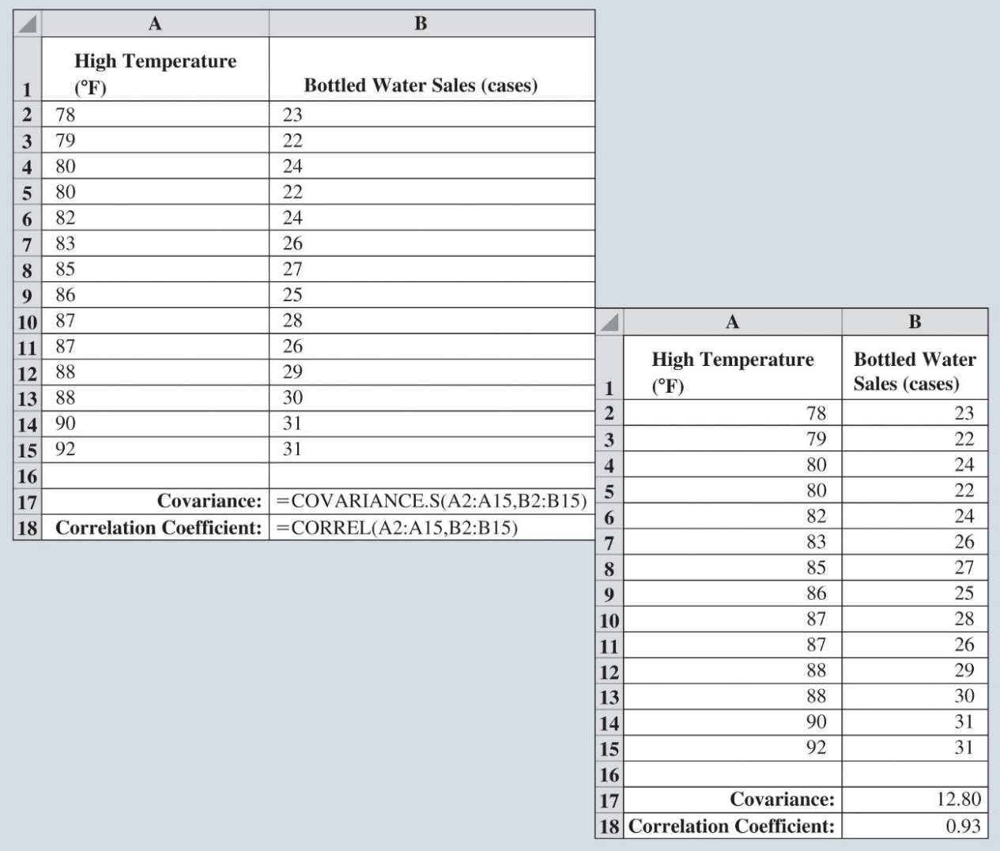 A B
High Temperature
1 (°F) Bottled Water Sales (cases)
2 78 23
3 79 22
4 80 24
5 80 22
6 82 24
7 83 26
8 85 27
9 86 25
10 87 28
11 87 26
12 88 29
13 88 30
14 90 31
15 92 31
16
17 Covariance: =COVARIANCE.S(A2:A15,B2:B15)
18 Correlation Coefficient: =CORREL(A2:A15,B2:B15)
A B
High Temperature Bottled Water
1 (°F) Sales (cases)
2 78 23
3 79 22
4 80 24
5 80 22
6 82 24
7 83 26
8 85 27
9 86 25
10 87 28
11 87 26
12 88 29
13 88 30
14 90 31
15 92 31
16
17 Covariance: 12.80
18 Correlation Coefficient: 0.93